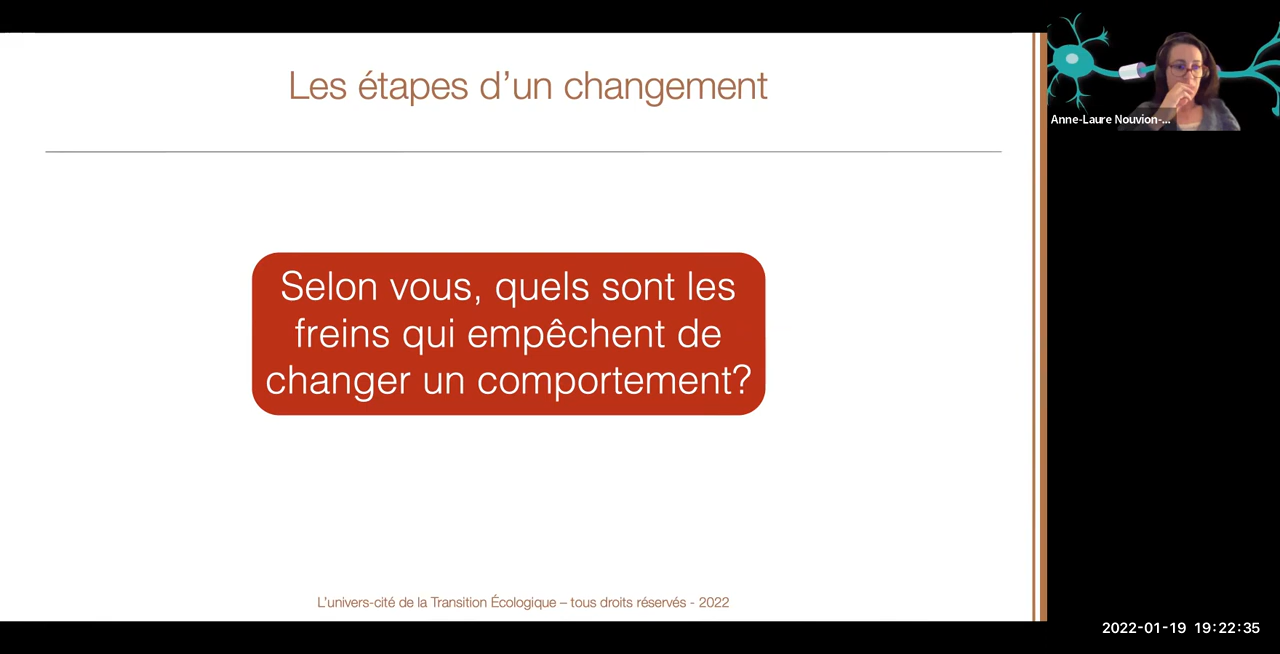 Les étapes d’un changement
Anne-Laure Nouvion-...
Selon vous, quels sont les
freins qui empêchent de
changer un comportement?
L’univers-cité de la Transition Écologique – tous droits réservés - 2022
2022-01-19 19:22:35